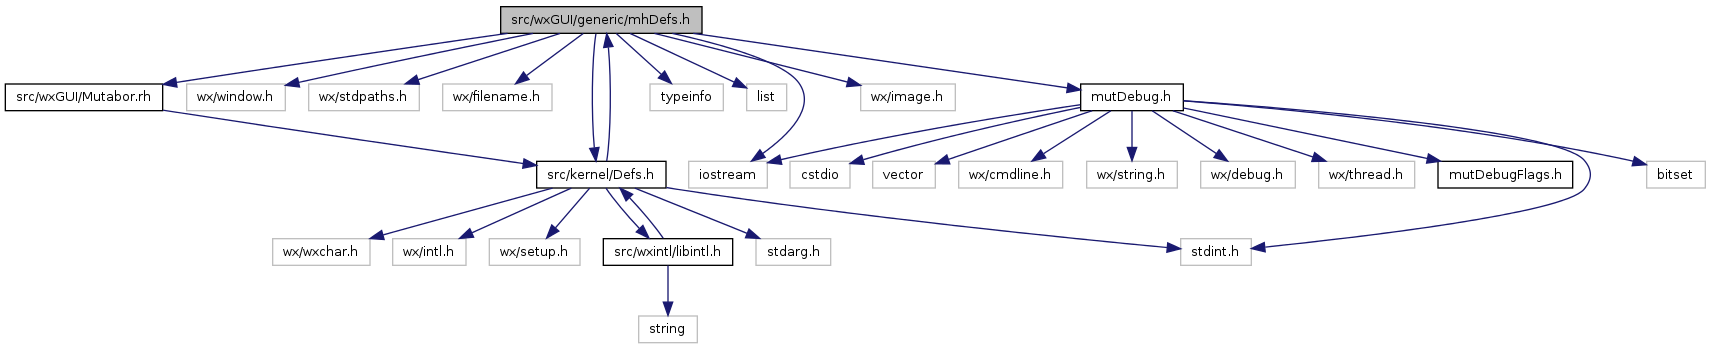 src/wxGUI/generic/mhDefs.h
src/wxGUI/Mutabor.rh
wx/window.h
wx/stdpaths.h
wx/filename.h
typeinfo
list
wx/image.h
mutDebug.h
src/kernel/Defs.h
iostream
cstdio
vector
wx/cmdline.h
wx/string.h
wx/debug.h
wx/thread.h
mutDebugFlags.h
bitset
wx/wxchar.h
wx/intl.h
wx/setup.h
src/wxintl/libintl.h
stdarg.h
stdint.h
string